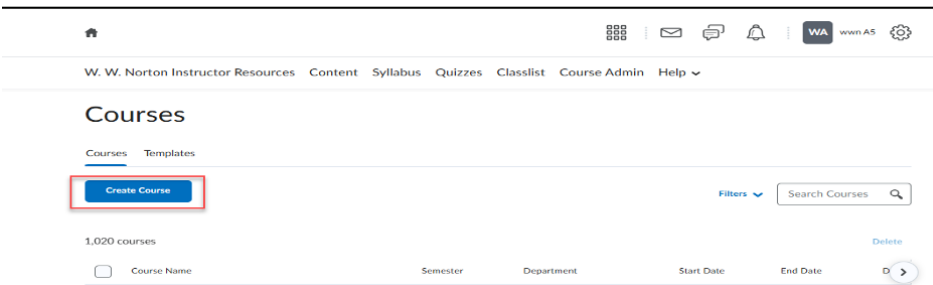 WA wwn A5
W. W. Norton Instructor Resources Content Syllabus Quizzes Classlist Course Admin Help
Courses
Courses Templates
Create Course
Filters Search Courses
1,020 courses
Delete
Course Name Semester Department Start Date End Date D